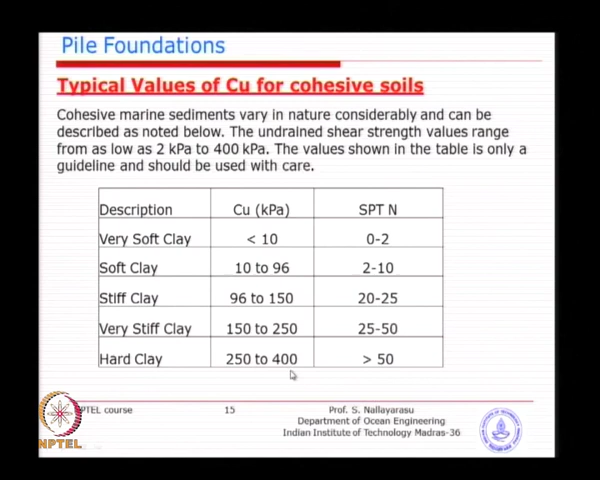 Pile Foundations
Typical Values of Cu for cohesive soils
Cohesive marine sediments vary in nature considerably and can be
described as noted below. The undrained shear strength values range
from as low as 2 kPa to 400 kPa. The values shown in the table is only a
guideline and should be used with care.
Description Cu (kPa) SPT N
Very Soft Clay < 10 0-2
Soft Clay 10 to 96 2-10
Stiff Clay 96 to 150 20-25
Very Stiff Clay 150 to 250 25-50
Hard Clay 250 to 400 > 50
NPTEL course 15 Prof. S. Nallayarasu
Department of Ocean Engineering
Indian Institute of Technology Madras-36
NPTEL